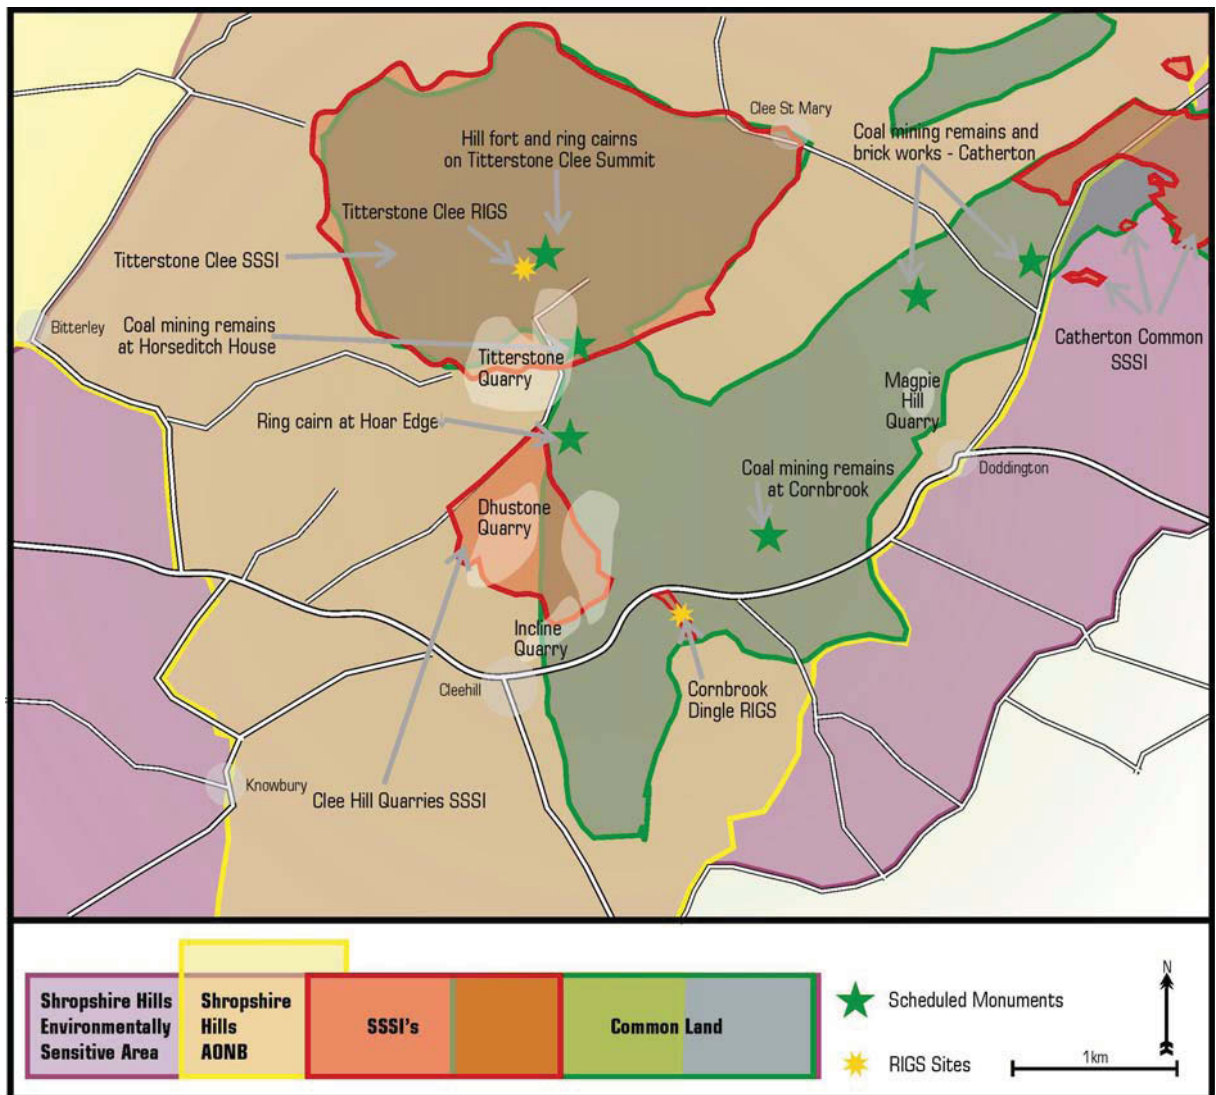 Clee St Mary
Hill fort and ring cairns
on Titterstone Clee Summit
Coal mining remains and
brick works - Catherton
Titterstone Clee RIGS
Titterstone Clee SSSI
Bitterley
Coal mining remains
at Horseditch House
Titterstone
Quarry
Catherton Common
SSSI
Magpie
Hill
Quarry
Ring cairn at Hoar Edge
Coal mining remains
at Cornbrook
Doddington
Dhustone
Quarry
Incline
Quarry
Cleehill
Cornbrook
Dingle RIGS
Knowbury
Clee Hill Quarries SSSI
Shropshire Hills
Environmentally
Sensitive Area
Shropshire
Hills
AONB
SSSI's
Common Land
Scheduled Monuments
RIGS Sites
N
1km